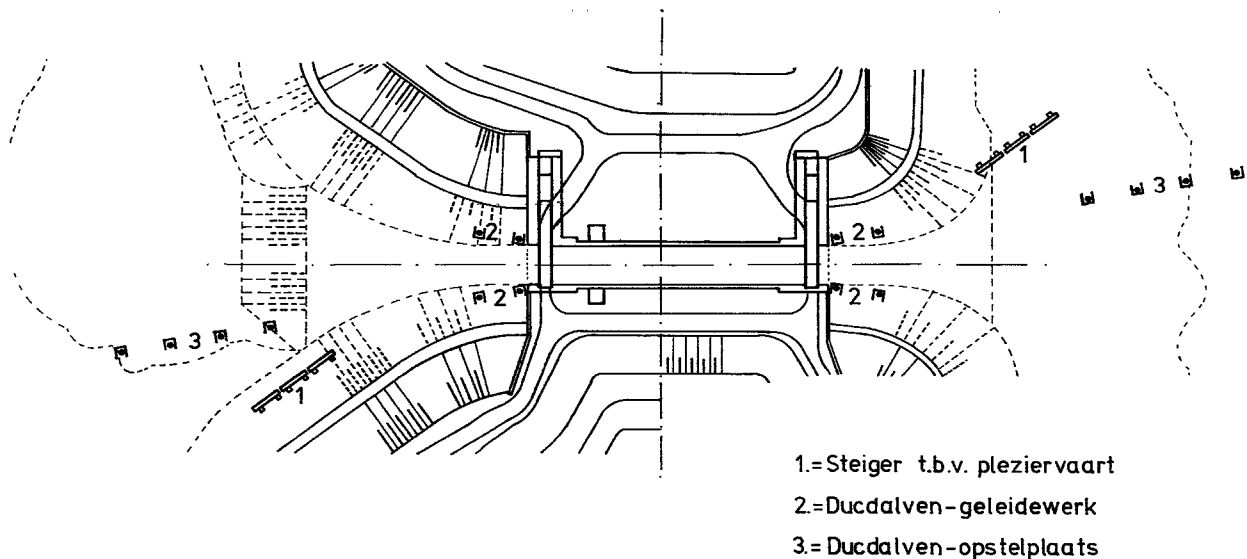 1
3
2
2
2
2
3
1
1.=Steiger t.b.v. pleziervaart
2.=Ducdalven-geleidewerk
3.=Ducdalven-opstelplaats